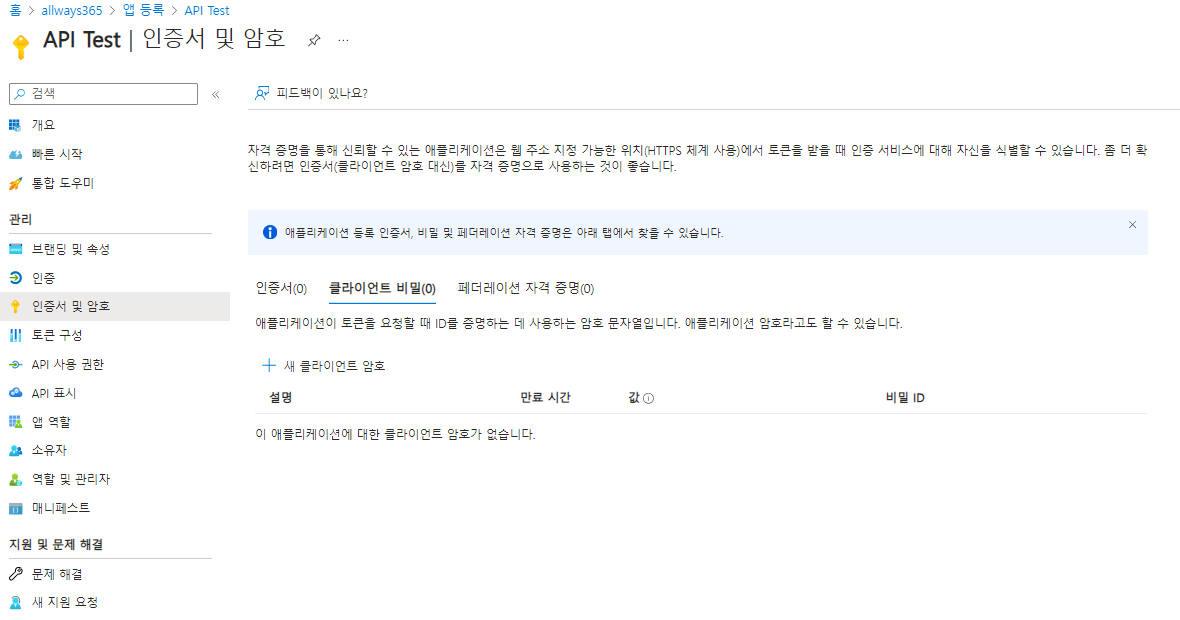 홈 > allways365 > 앱 등록 > API Test
API Test | 인증서 및 암호
검색
개요
빠른 시작
통합 도우미
관리
브랜딩 및 속성
인증
인증서 및 암호
토큰 구성
API 사용 권한
API 표시
앱 역할
소유자
역할 및 관리자
매니페스트
지원 및 문제 해결
문제 해결
새 지원 요청
피드백이 있나요?
자격 증명을 통해 신뢰할 수 있는 애플리케이션은 웹 주소 지정 가능한 위치(HTTPS 체계 사용)에서 토큰을 받을 때 인증 서비스에 대해 자신을 식별할 수 있습니다. 좀 더 확
신하려면 인증서(클라이언트 암호 대신)를 자격 증명으로 사용하는 것이 좋습니다.
애플리케이션 등록 인증서, 비밀 및 페더레이션 자격 증명은 아래 탭에서 찾을 수 있습니다.
인증서(0) 클라이언트 비밀(0) 페더레이션 자격 증명(0)
애플리케이션이 토큰을 요청할 때 ID를 증명하는 데 사용하는 암호 문자열입니다. 애플리케이션 암호라고도 할 수 있습니다.
새 클라이언트 암호
설명 만료 시간 값 비밀 ID
이 애플리케이션에 대한 클라이언트 암호가 없습니다.